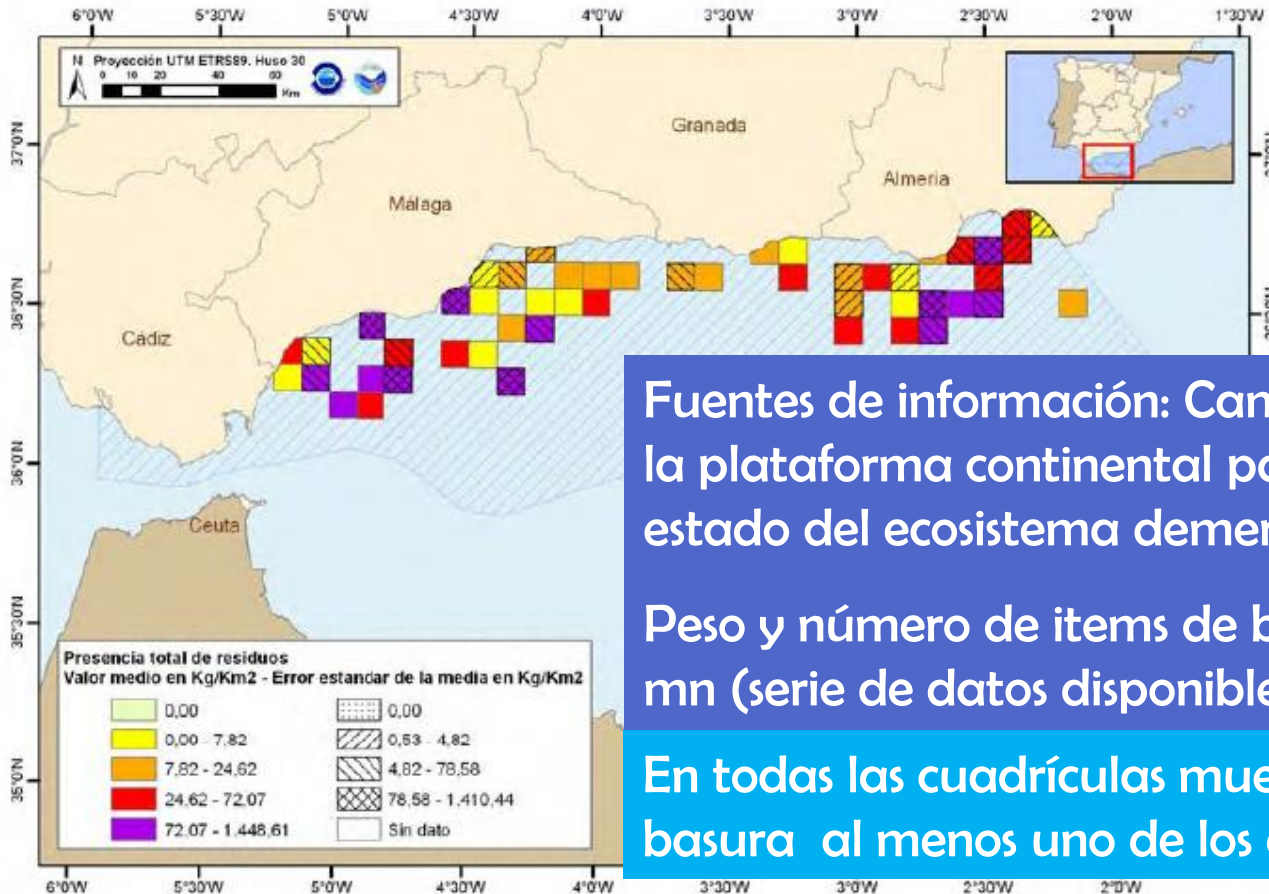 6°0'W 5°30'W 5°0'W 4°30'W 4°0'W 3°30'W 3°0'W 2°30'W 2°0'W 1°30'W
N Proyección UTM ETRS89. Huso 30
0 10 20 40 60
Km
37°0'N
Granada
Almeria
Málaga
36°30'N
Cádiz
36°0'N
Ceuta
35°30'N
35°0'N
Fuentes de información:
la plataforma continental
estado del ecosistema
Peso y número de items de
mn (serie de datos
En todas las cuadrículas
basura al menos uno de los
Presencia total de residuos
Valor medio en Kg/Km2 - Error estandar de la media en Kg/Km2
0,00 0,00
0,00 - 7,82 0,53 - 4,82
7,82 - 24,62 4,82 - 78,58
24,62 - 72,07 78,58 - 1.410,44
72,07 - 1.448,61 Sin dato
6°0'W 5°30'W 5°0'W 4°30'W 4°0'W 3°30'W 3°0'W 2°30'W 2°0'W